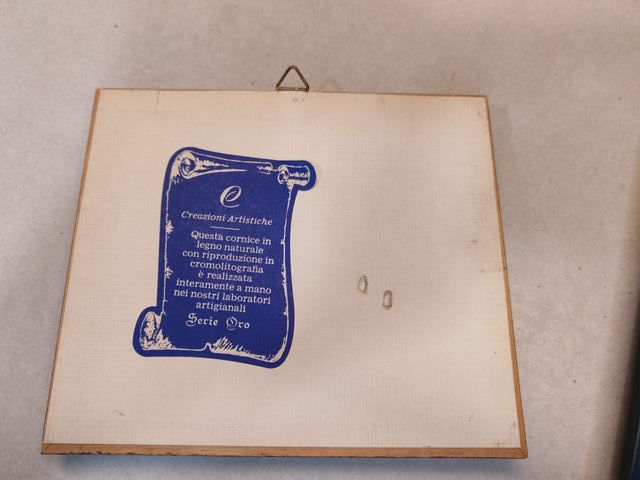 Creazioni Artistiche
Questa cornice in
legno naturale
con riproduzione in
cromolitografia
è realizzata
interamente a mano
nei nostri laboratori
artigianali
Serie Oro